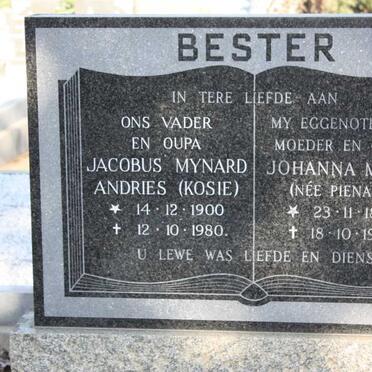 BESTER
IN TERE LIEFDE AAN
ONS VADER
EN OUPA
JACOBUS MYNARD
ANDRIES (KOSIE)
* 14-12-1900
✝ 12-10-1980.
MY EGGENOTE
MOEDER EN
JOHANNA M
(NÉE PIENA
* 23-11-1
✝ 18-10-19
U LEWE WAS LIEFDE EN DIENS